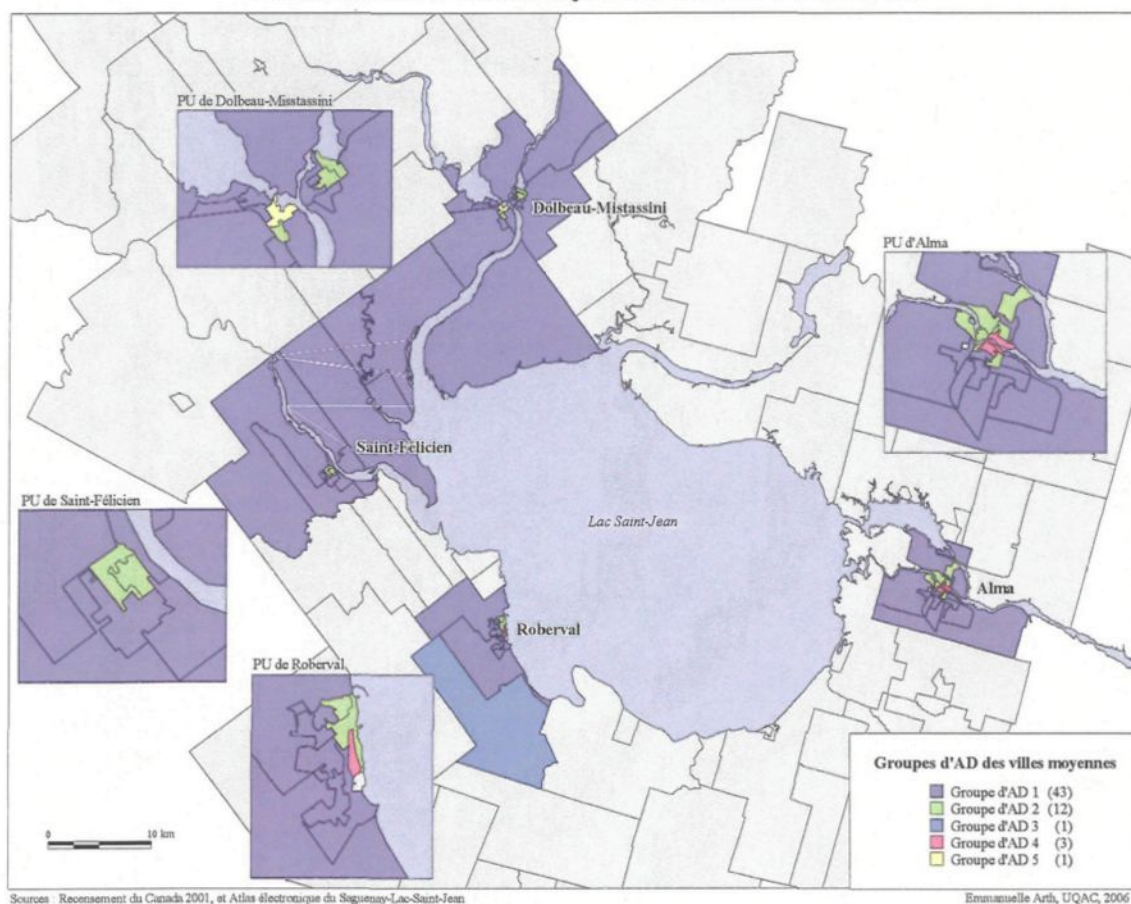 PU de Dolbeau-Misstassini
Dolbeau-Mistassini
PU d'Alma
Saint-Félicien
PU de Saint-Félicien
Lac Saint-Jean
Alma
Roberval
PU de Roberval
Groupes d'AD des villes moyennes
Groupe d'AD 1 (43)
Groupe d'AD 2 (12)
Groupe d'AD 3 (1)
Groupe d'AD 4 (3)
Groupe d'AD 5 (1)
0 10 km
Sources : Recensement du Canada 2001, et Atlas électronique du Saguenay-Lac-Saint-Jean
Emmanuelle Arth, UQAC, 2006